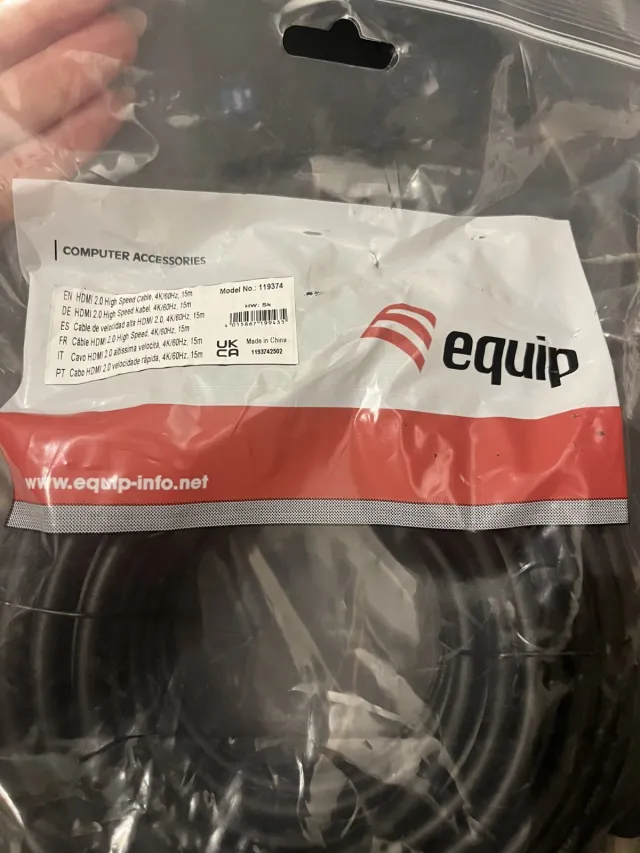 COMPUTER ACCESSORIES
EN HDMI 2.0 High Speed Cable, 4K/60Hz, 15m
DE HDMI 2.0 High Speed Kabel, 4K/60Hz, 15m
ES Cable de velocidad alta HDMI 2.0, 4K/60Hz, 15m
FR Câble HDMI 2.0 High Speed, 4K/60Hz, 15m
IT Cavo HDMI 2.0 altissima velocità, 4K/60Hz, 15m
PT Cabo HDMI 2.0 velocidade rápida, 4K/60Hz, 15m
Model No.: 119374
UK
CA
Made in China
1193742502
equip
www.equip-info.net